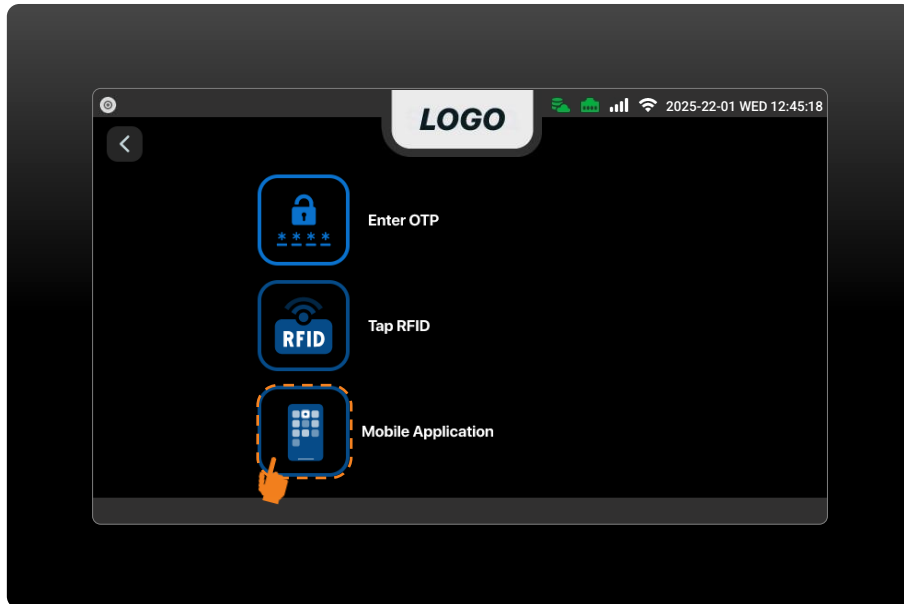 LOGO
2025-22-01 WED 12:45:18
* * * *
Enter OTP
RFID
Tap RFID
Mobile Application